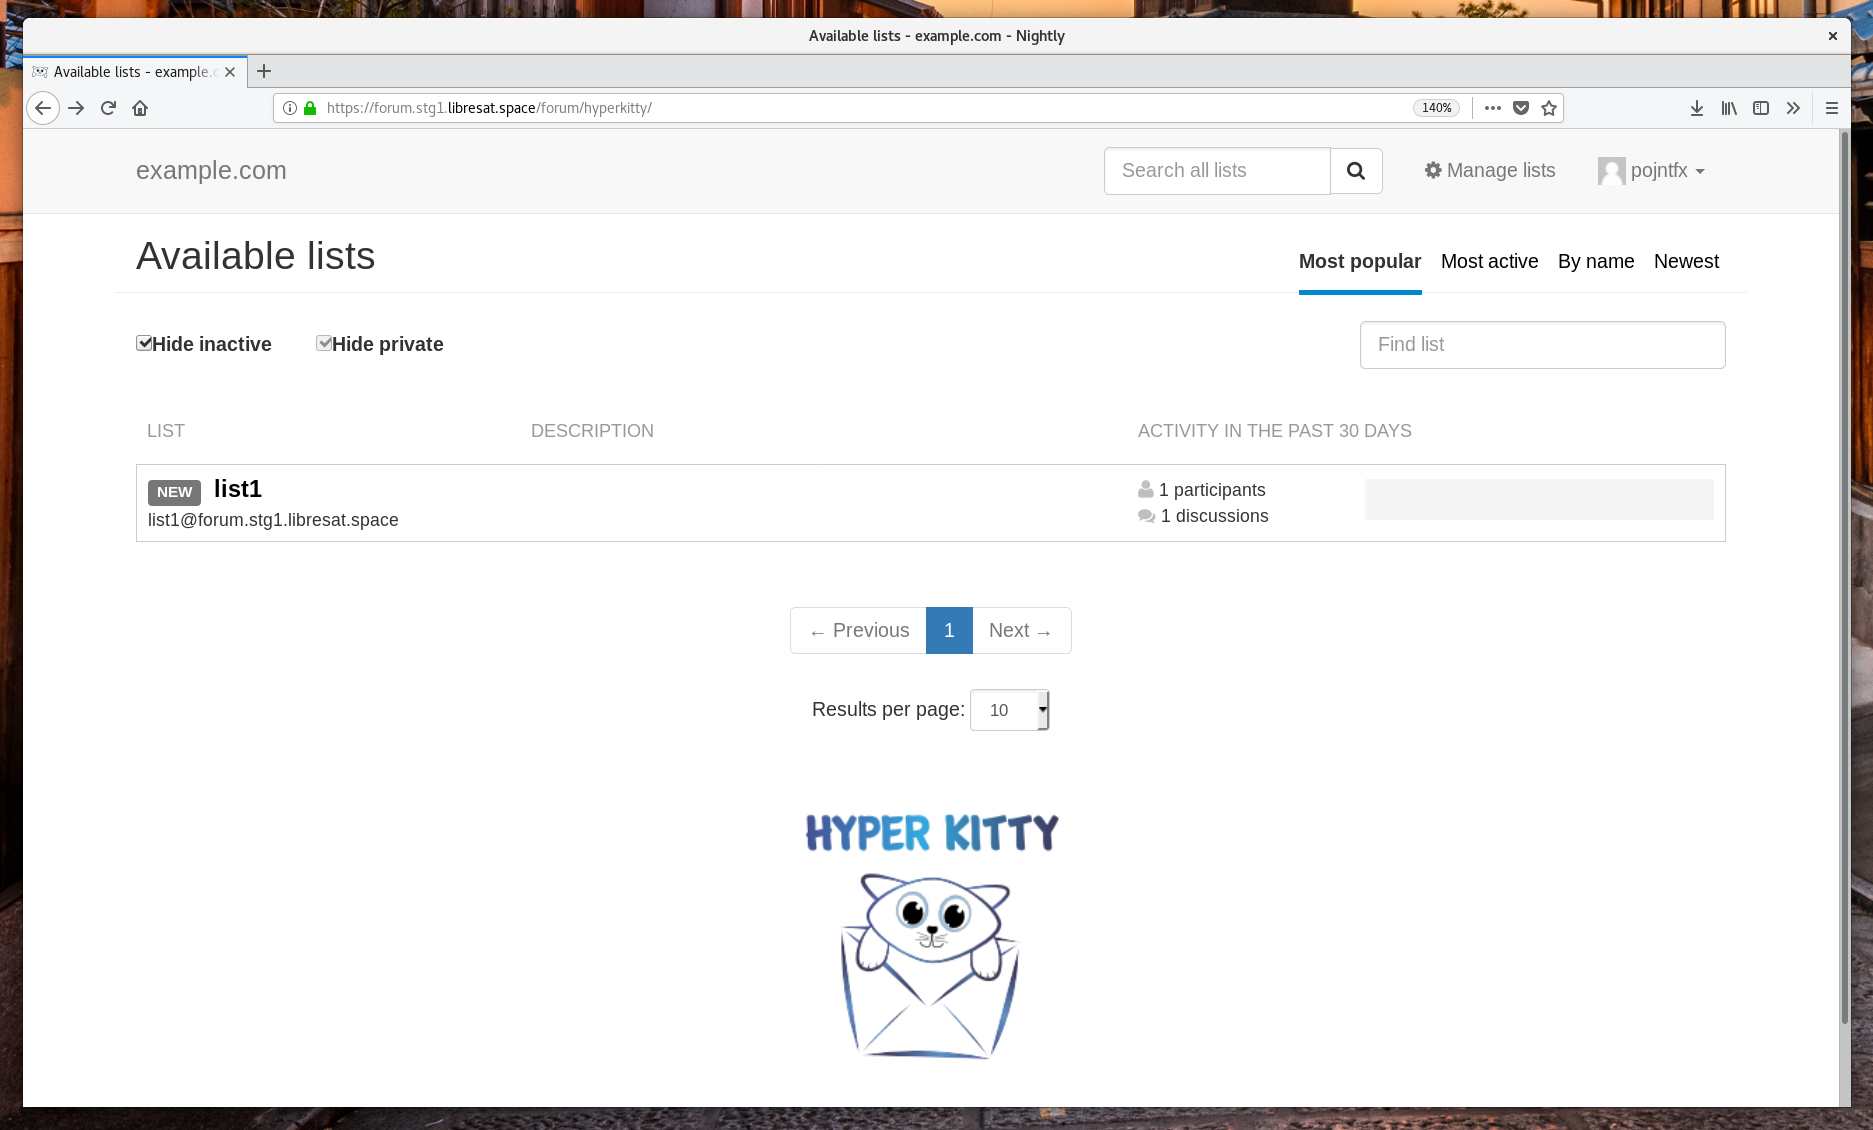 Available lists - example.com - Nightly
Available lists - example.c
https://forum.stg1.libresat.space/forum/hyperkitty/
140%
example.com
Search all lists
Manage lists
pojntfx
Available lists
Most popular
Most active
By name
Newest
Hide inactive
Hide private
Find list
LIST
DESCRIPTION
ACTIVITY IN THE PAST 30 DAYS
NEW list1
list1@forum.stg1.libresat.space
1 participants
1 discussions
← Previous
1
Next →
Results per page: 10
HYPER KITTY